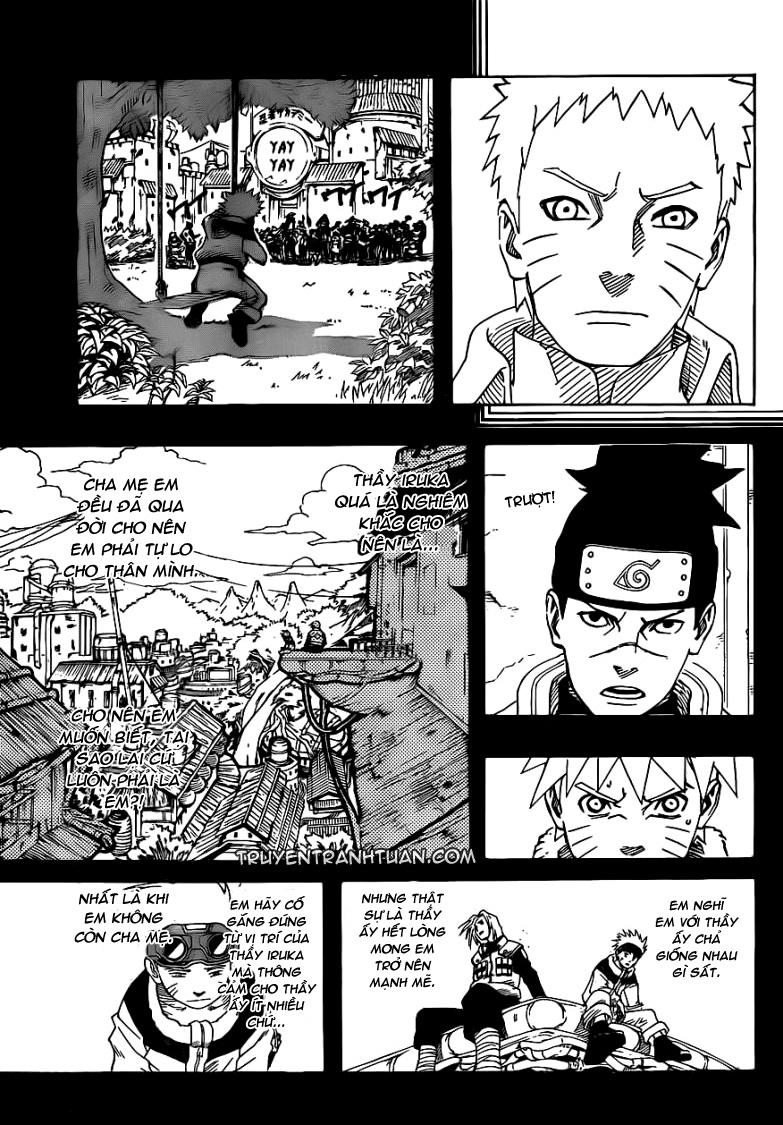 YAY
YAY
TRƯỢT!
THẦY IRUKA
QUẢ LÀ NGHIÊM
KHẮC CHO
NÊN LÀ...
CHA MẸ EM
ĐỀU ĐÃ QUA
ĐỜI CHO NÊN
EM PHẢI TỰ LO
CHO THÂN MÌNH.
CHO NÊN EM
MUỐN BIẾT, TẠI
SAO LẠI CỨ
LUÔN PHẢI LÀ
EM?!
TRUYENTRANHTUAN.COM
EM NGHĨ
EM VỚI THẦY
ẤY CHẢ
GIỐNG NHAU
GÌ SẤT.
NHƯNG THẬT
SỰ LÀ THẦY
ẤY HẾT LÒNG
MONG EM
TRỞ NÊN
MẠNH MẼ.
EM HÃY CỐ
GẮNG ĐỨNG
TỪ VỊ TRÍ CỦA
THẦY IRUKA
MÀ THÔNG
CẢM CHO THẦY
ẤY ÍT NHIỀU
CHỨ...
NHẤT LÀ KHI
EM KHÔNG
CÒN CHA MẸ.